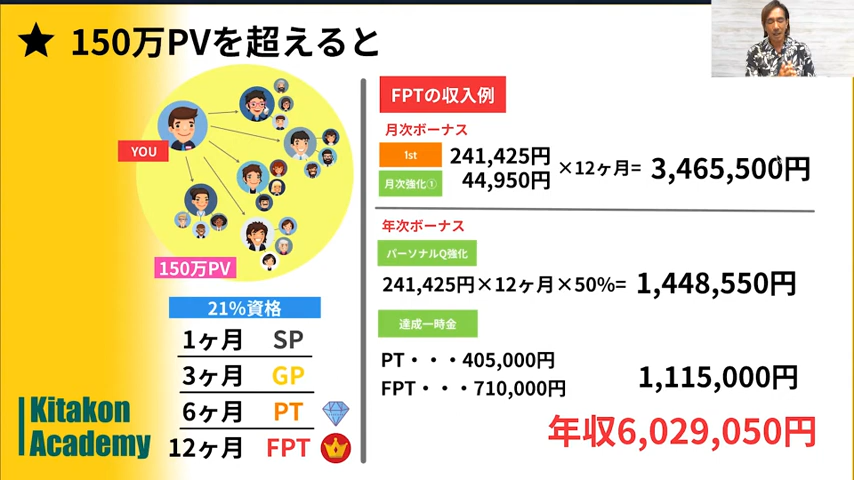 ★ 150万PVを超えると
YOU
150万PV
21%資格
1ヶ月 SP
3ヶ月 GP
6ヶ月 PT
12ヶ月 FPT
Kitakon
Academy
FPTの収入例
月次ボーナス
1st 241,425円
月次強化① 44,950円
×12ヶ月= 3,465,500円
年次ボーナス
パーソナルQ強化
241,425円×12ヶ月×50%= 1,448,550円
達成一時金
PT・・・405,000円
FPT・・・710,000円
1,115,000円
年収6,029,050円